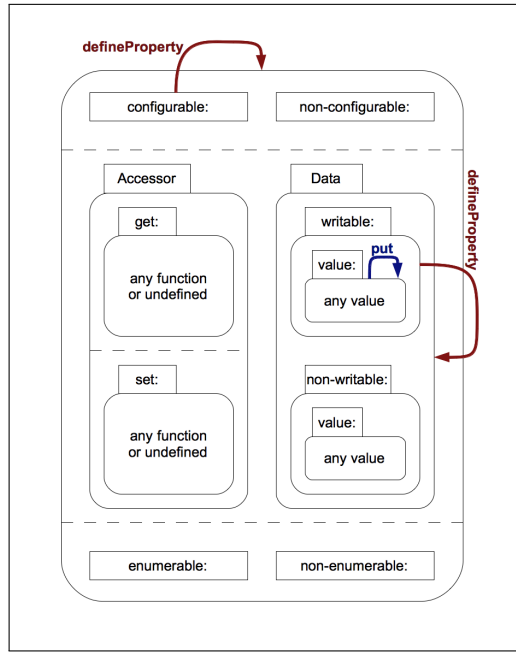 defineProperty
configurable:
non-configurable:
Accessor
get:
any function
or undefined
set:
any function
or undefined
Data
writable:
put
value:
any value
defineProperty
non-writable:
value:
any value
enumerable:
non-enumerable: